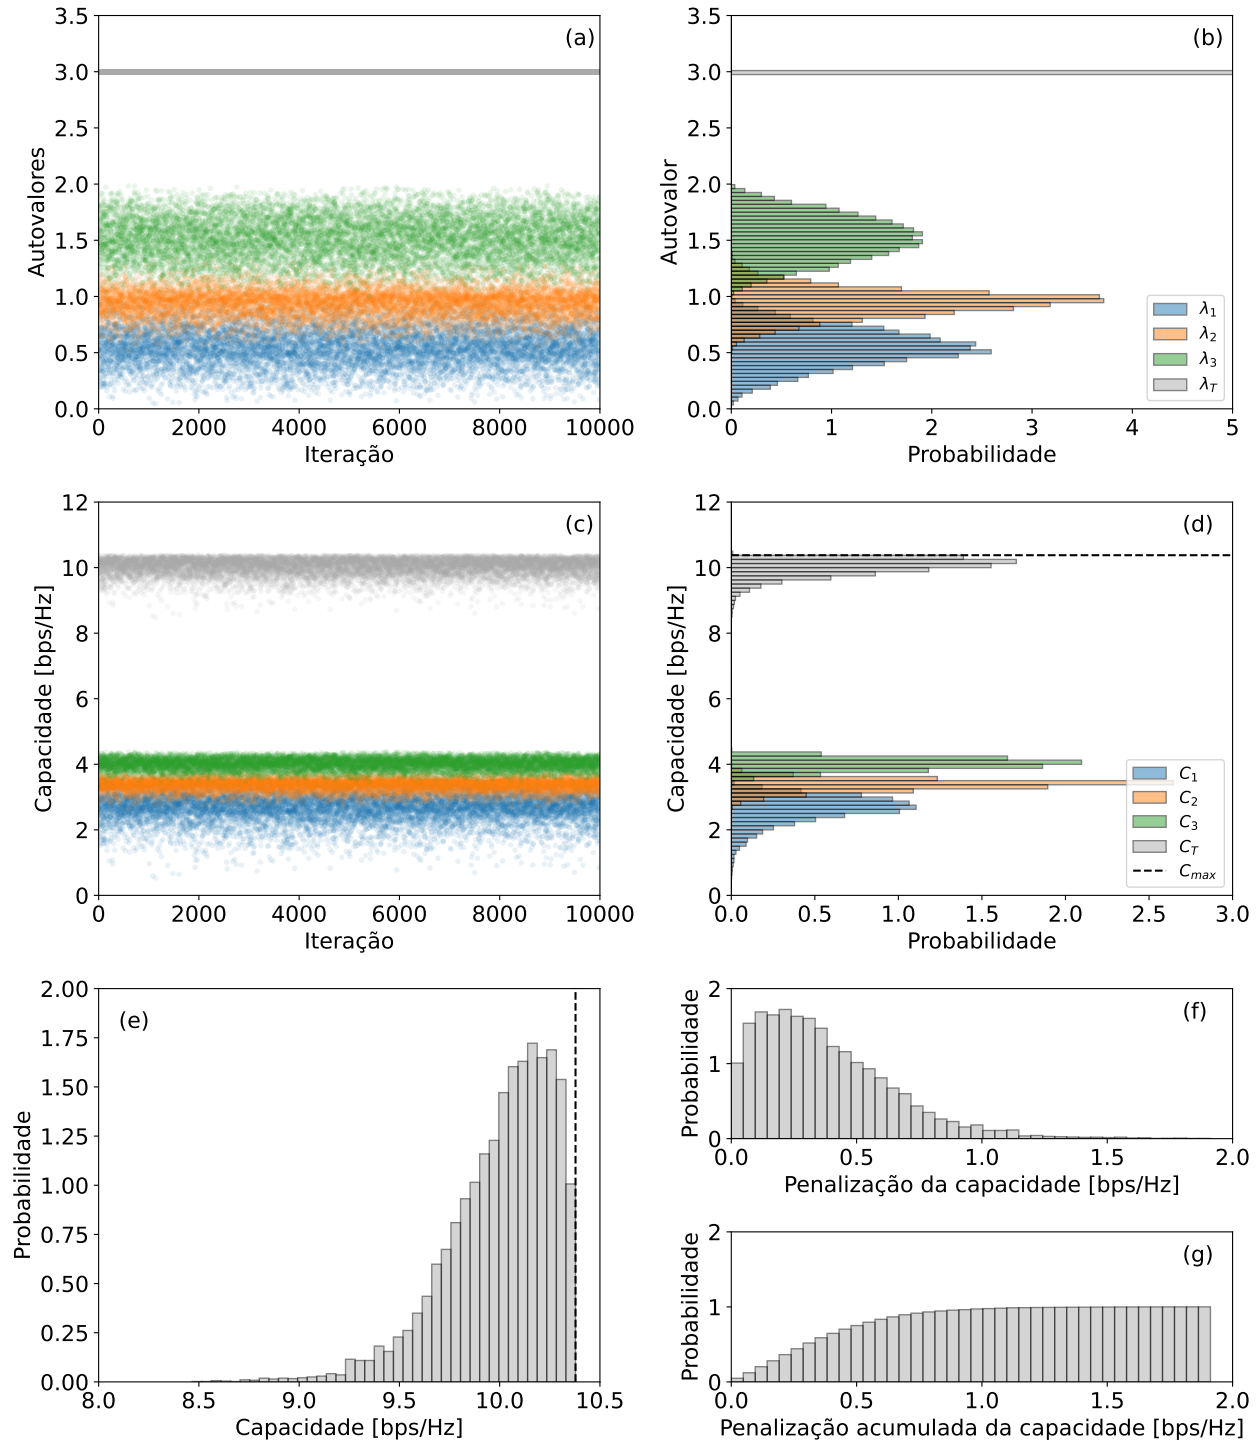 (a)
Autovalores
3.5
3.0
2.5
2.0
1.5
1.0
0.5
0.0
0 2000 4000 6000 8000 10000
Iteração
(b)
Autovalor
3.5
3.0
2.5
2.0
1.5
1.0
0.5
0.0
λ1
λ2
λ3
λT
0 1 2 3 4 5
Probabilidade
(c)
Capacidade [bps/Hz]
12
10
8
6
4
2
0
0 2000 4000 6000 8000 10000
Iteração
(d)
Capacidade [bps/Hz]
12
10
8
6
4
2
0
C1
C2
C3
CT
Cmax
0.0 0.5 1.0 1.5 2.0 2.5 3.0
Probabilidade
(e)
Probabilidade
2.00
1.75
1.50
1.25
1.00
0.75
0.50
0.25
0.00
8.0 8.5 9.0 9.5 10.0 10.5
Capacidade [bps/Hz]
(f)
Probabilidade
2
1
0
0.0 0.5 1.0 1.5 2.0
Penalização da capacidade [bps/Hz]
(g)
Probabilidade
2
1
0
0.0 0.5 1.0 1.5 2.0
Penalização acumulada da capacidade [bps/Hz]